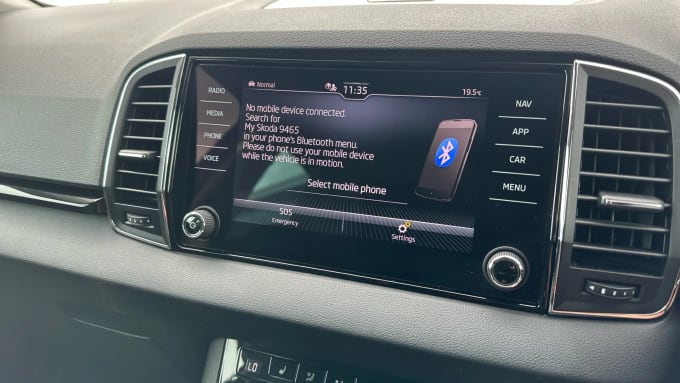 RADIO
MEDIA
PHONE
VOICE
Normal
11:35
19.5°C
No mobile device connected.
Search for
My Skoda 9465
in your phone's Bluetooth menu.
Please do not use your mobile device
while the vehicle is in motion.
Select mobile phone
SOS
Emergency
Settings
NAV
APP
CAR
MENU
LO